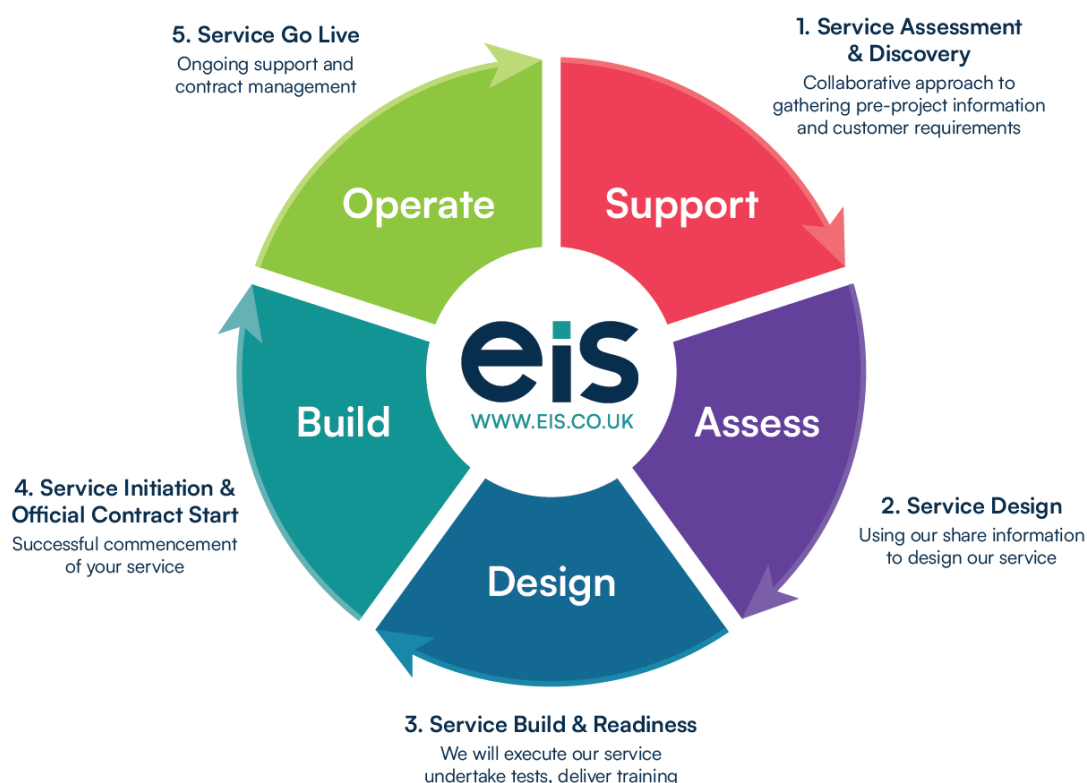 1. Service Assessment
& Discovery
Collaborative approach to
gathering pre-project information
and customer requirements
Support
2. Service Design
Using our share information
to design our service
Assess
3. Service Build & Readiness
We will execute our service
undertake tests, deliver training
Design
4. Service Initiation &
Official Contract Start
Successful commencement
of your service
Build
5. Service Go Live
Ongoing support and
contract management
Operate
eis
WWW.EIS.CO.UK